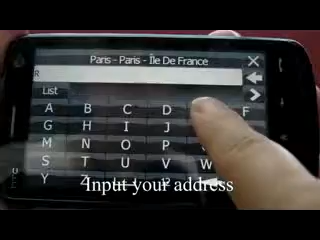 Paris - Paris - Île De France
R
List
A B C D F
G H I J
M N O P
S T U V W
Y Z
Input your address